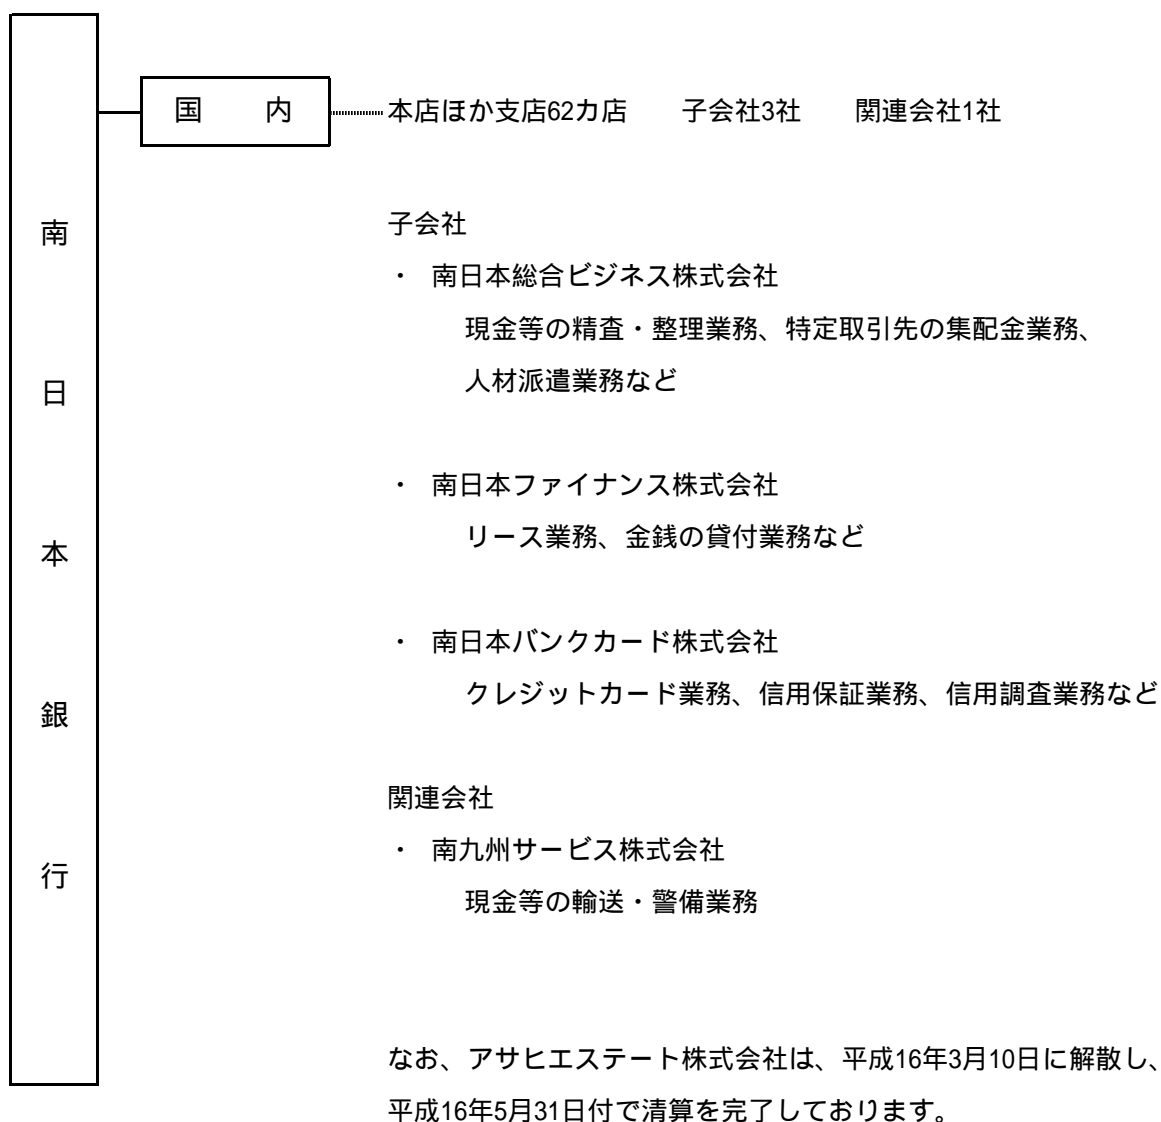 南日本銀行
国　内
本店ほか支店62カ店　子会社3社　関連会社1社
子会社
・ 南日本総合ビジネス株式会社
現金等の精査・整理業務、特定取引先の集配金業務、
人材派遣業務など
・ 南日本ファイナンス株式会社
リース業務、金銭の貸付業務など
・ 南日本バンクカード株式会社
クレジットカード業務、信用保証業務、信用調査業務など
関連会社
・ 南九州サービス株式会社
現金等の輸送・警備業務
なお、アサヒエステート株式会社は、平成16年3月10日に解散し、
平成16年5月31日付で清算を完了しております。